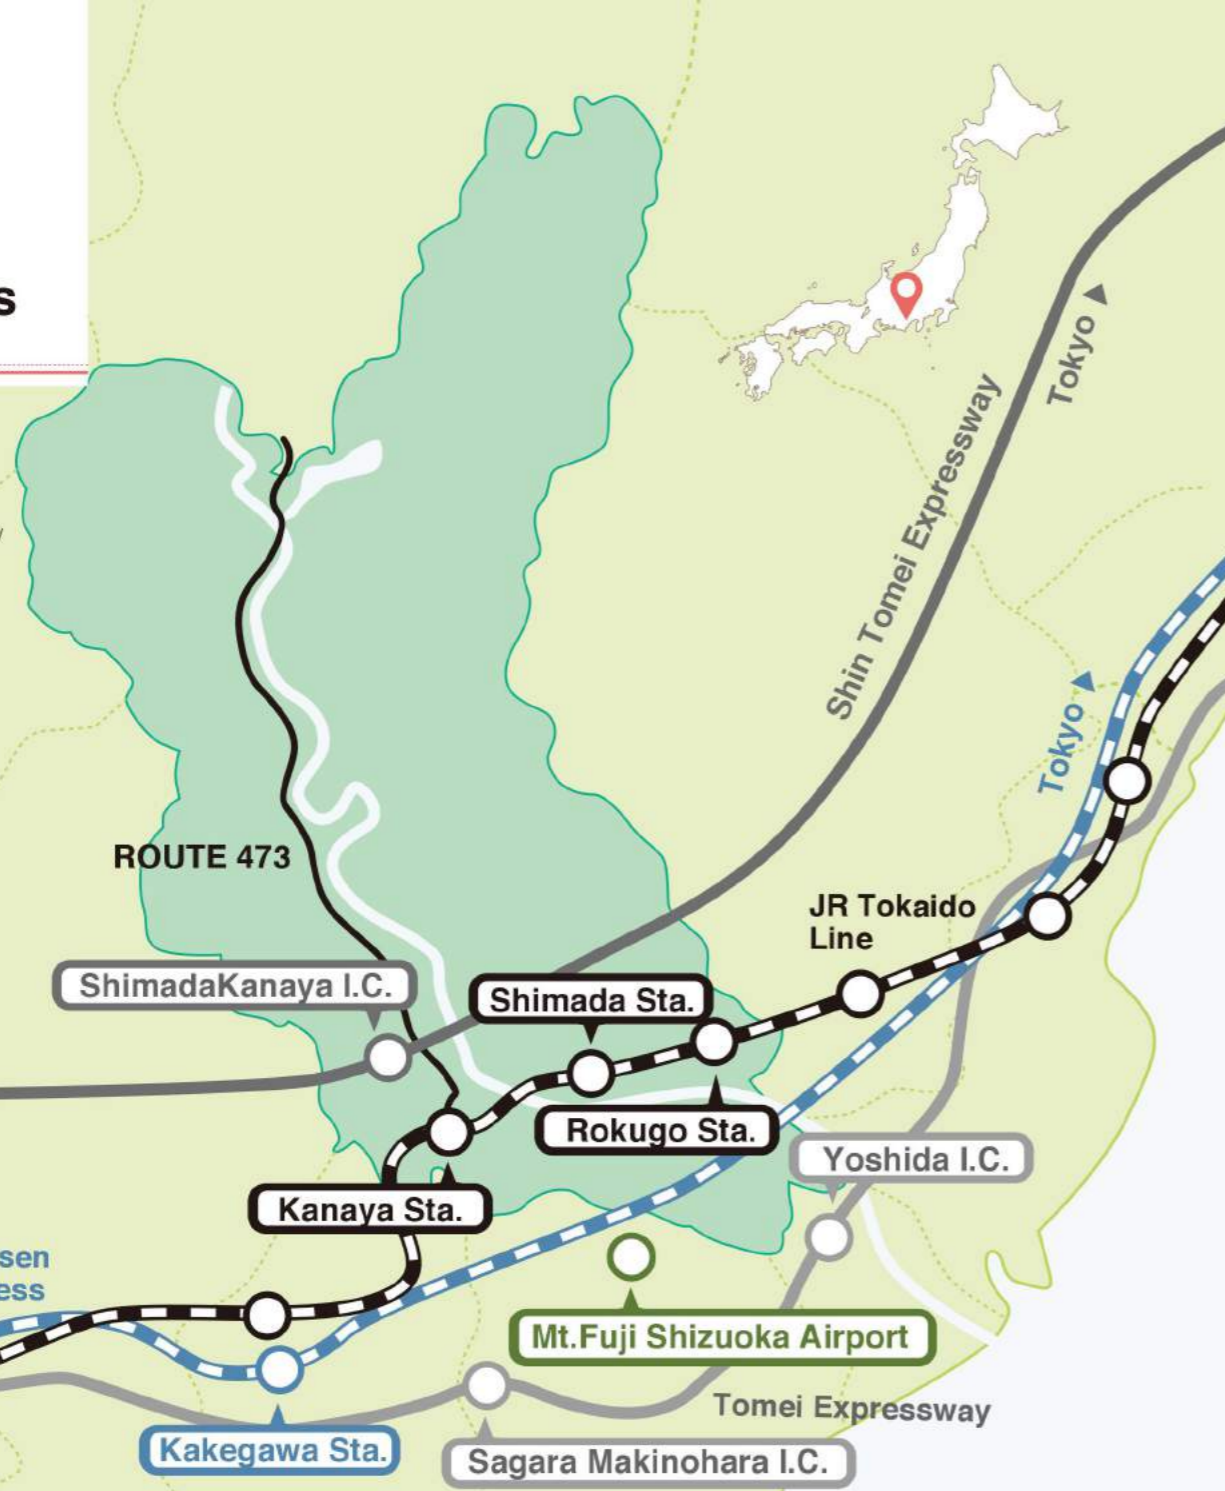 s
Tokyo
Shin Tomei Expressway
Tokyo
ROUTE 473
JR Tokaido
Line
ShimadaKanaya I.C.
Shimada Sta.
Rokugo Sta.
Yoshida I.C.
Kanaya Sta.
sen
ess
Mt.Fuji Shizuoka Airport
Tomei Expressway
Kakegawa Sta.
Sagara Makinohara I.C.